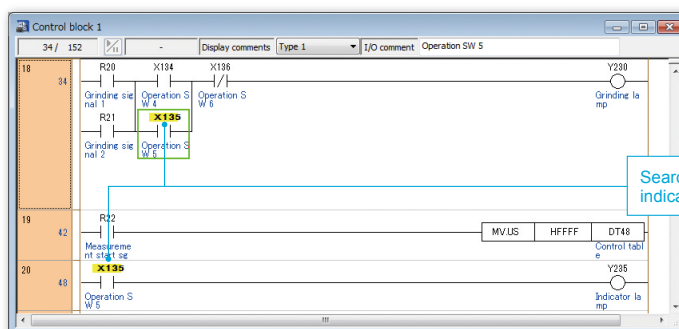 Control block 1
34 / 152 - Display comments Type 1 I/O comment Operation SW 5
18 R20 X134 X136 Y230
34
Grinding sig Operation S Operation S Grinding la
nal 1 W 4 W 6 mp
R21 X135
Grinding sig Operation S
nal 2 W 5
Searc
indica
19 R22
42 MV.US HFFFF DT48
Measureme Control tabl
nt start sg e
20 X135 Y235
48
Operation S Indicator la
W 5 mp